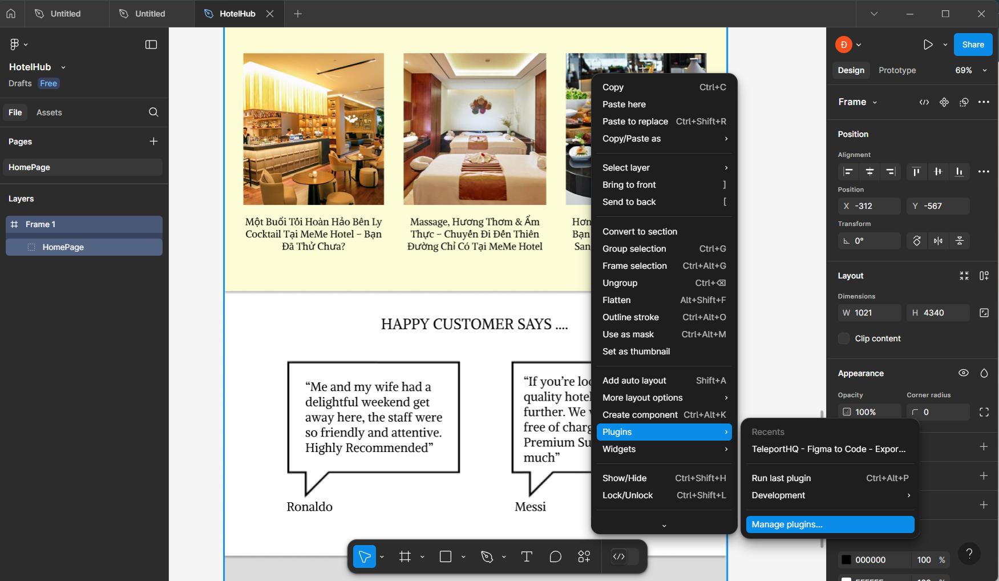 Untitled
Untitled
HotelHub
HotelHub
Drafts Free
File Assets
Pages
HomePage
Layers
Frame 1
HomePage
Một Buổi Tối Hoàn Hảo Bên Ly
Cocktail Tại MeMe Hotel – Bạn
Đã Thử Chưa?
Massage, Hương Thơm & Ẩm
Thực – Chuyến Đi Đến Thiên
Đường Chỉ Có Tại MeMe Hotel
Bạn
HAPPY CUSTOMER SAYS ....
“Me and my wife had a
delightful weekend get
away here, the staff were
so friendly and attentive.
Highly Recommended”
Ronaldo
“If you’re
quality
further. We
free of
Premium
much”
Messi
Copy Ctrl+C
Paste here
Paste to replace Ctrl+Shift+R
Copy/Paste as
Select layer
Bring to front ]
Send to back [
Convert to section
Group selection Ctrl+G
Frame selection Ctrl+Alt+G
Ungroup Ctrl+⌫
Flatten Alt+Shift+F
Outline stroke Ctrl+Alt+O
Use as mask Ctrl+Alt+M
Set as thumbnail
Add auto layout Shift+A
More layout options
Create component Ctrl+Alt+K
Plugins
Widgets
Show/Hide Ctrl+Shift+H
Lock/Unlock Ctrl+Shift+L
Recents
TeleportHQ - Figma to Code - Expor...
Run last plugin Ctrl+Alt+P
Development
Manage plugins...
Đ Share
Design Prototype 69%
Frame
Position
Alignment
Position
X -312 Y -567
Transform
0°
Layout
Dimensions
W 1021 H 4340
Clip content
Appearance
Opacity Corner radius
100% 0
000000 100 %
?